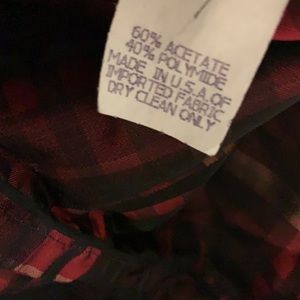 60% ACETATE
40% POLYMIDE
MADE IN U.S.A. OF
IMPORTED FABRIC
DRY CLEAN ONLY